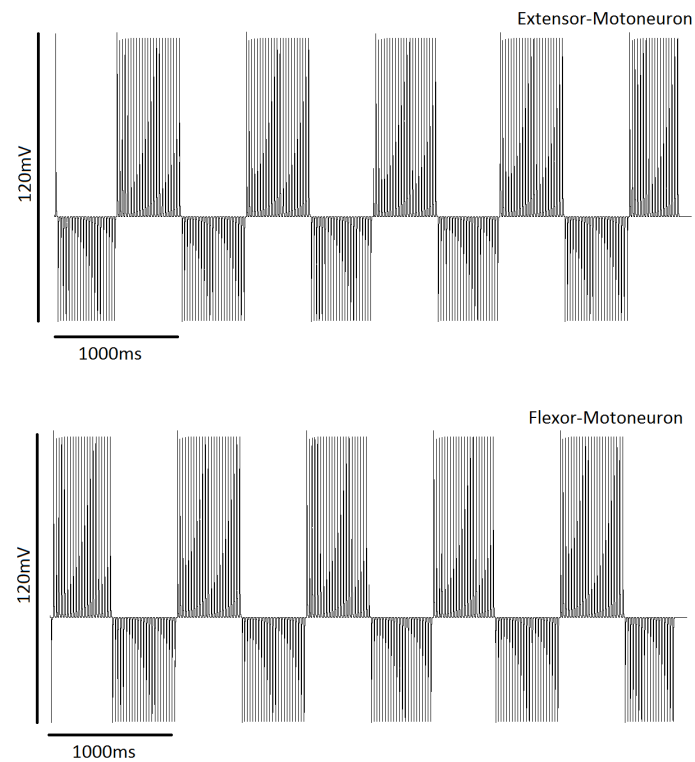 Extensor-Motoneuron
120mV
1000ms
Flexor-Motoneuron
120mV
1000ms